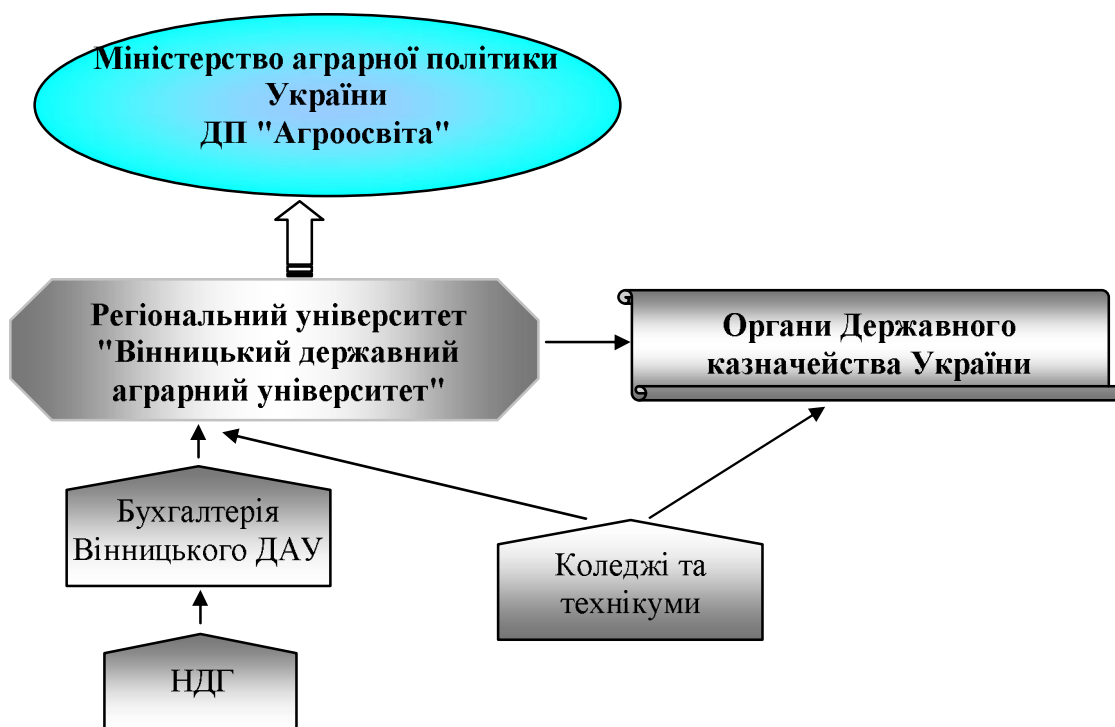 Міністерство аграрної політики
України
ДП "Агроосвіта"
Регіональний університет
"Вінницький державний
аграрний університет"
Органи Державного
казначейства України
Бухгалтерія
Вінницького ДАУ
Коледжі та
технікуми
НДГ